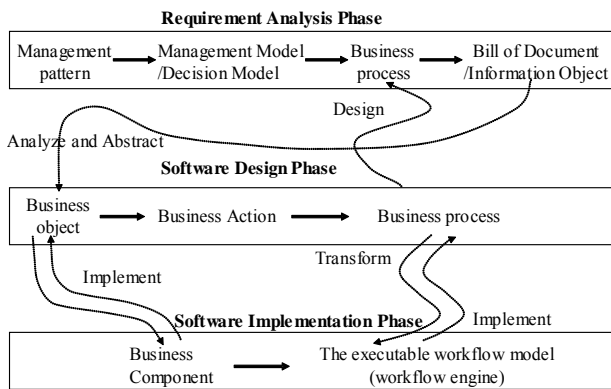 Requirement Analysis Phase
Management pattern
Management Model /Decision Model
Business process
Bill of Document /Information Object
Design
Analyze and Abstract
Software Design Phase
Business object
Business Action
Business process
Transform
Implement
Implement
Software Implementation Phase
Business Component
The executable workflow model (workflow engine)